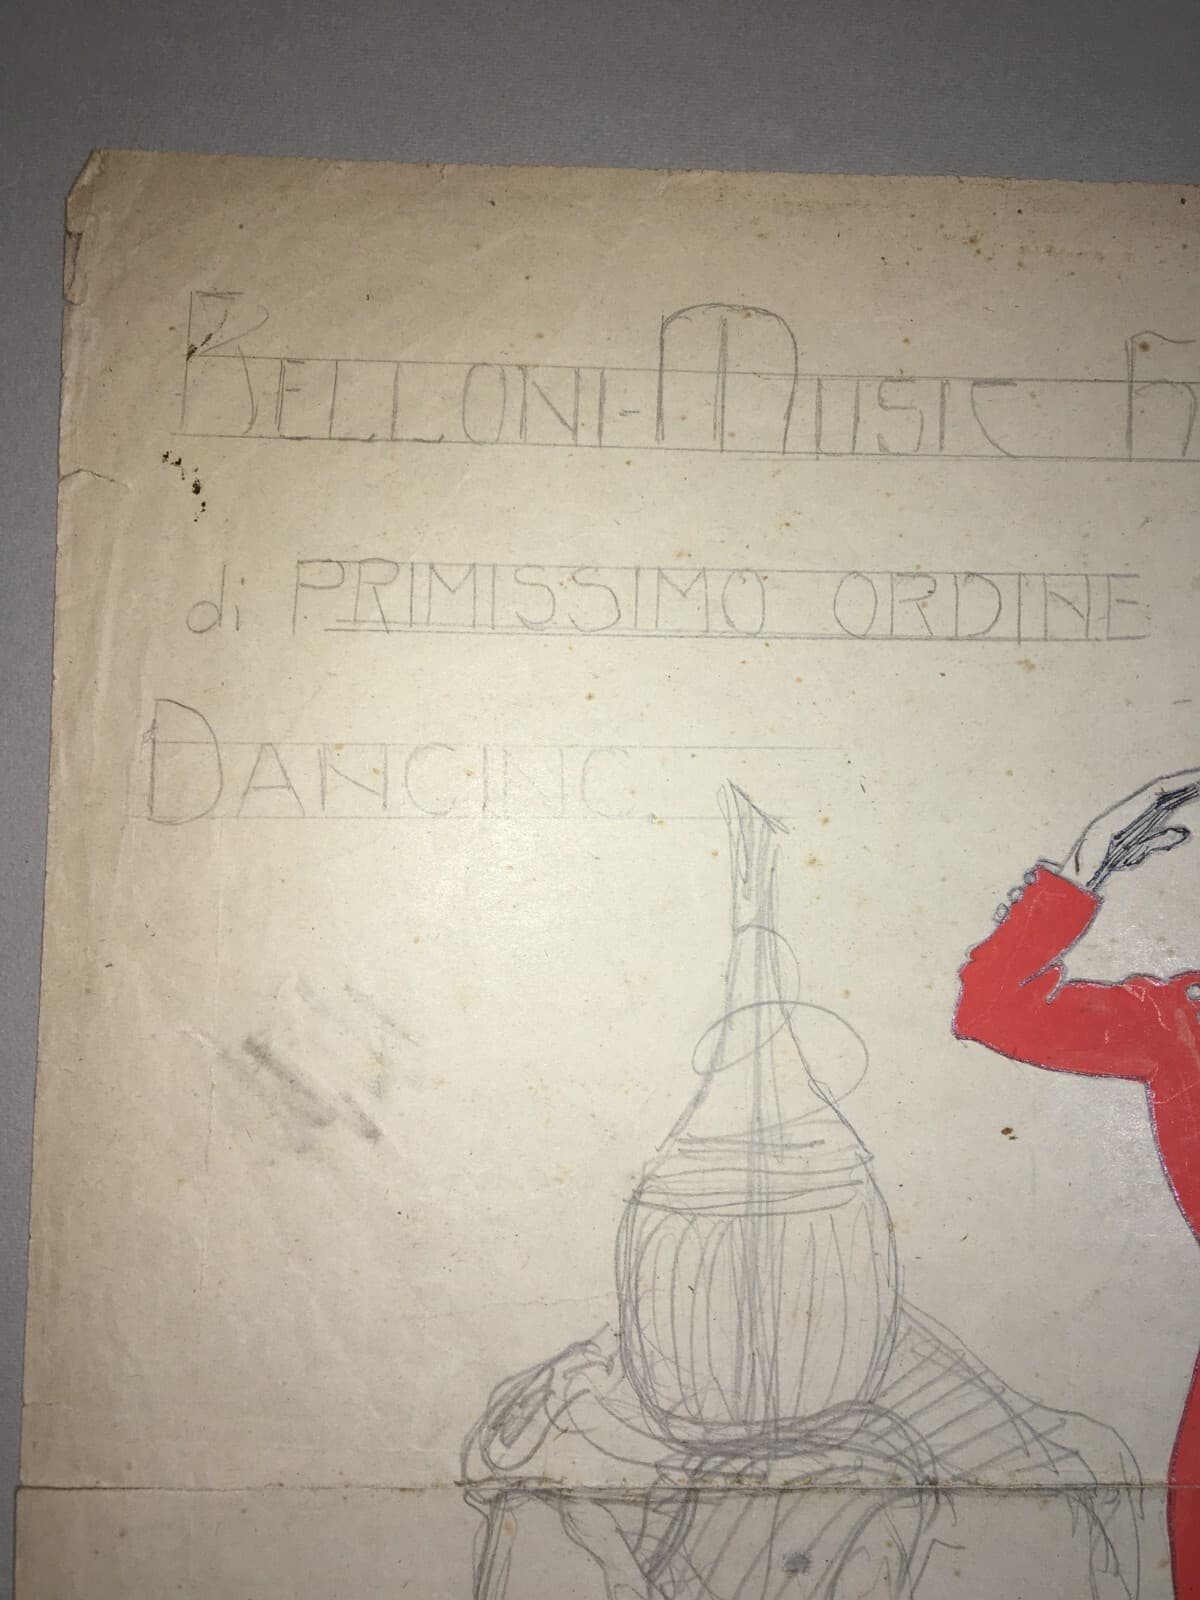 BELLONI-MUSIC H
di PRIMISSIMO ORDINE
DANCING